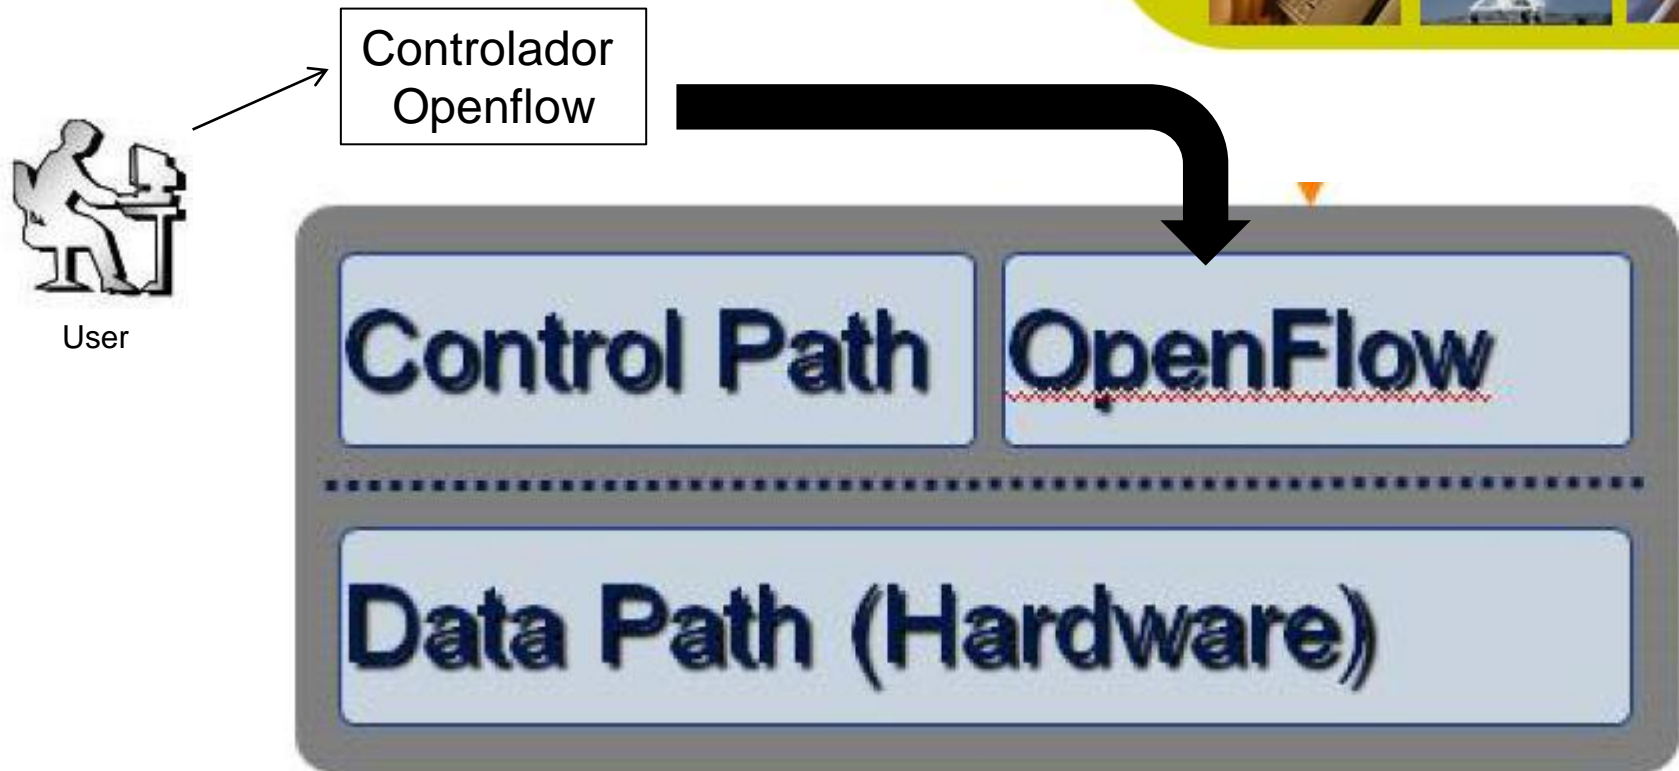 Controlador
Openflow
User
Control Path
OpenFlow
Data Path (Hardware)